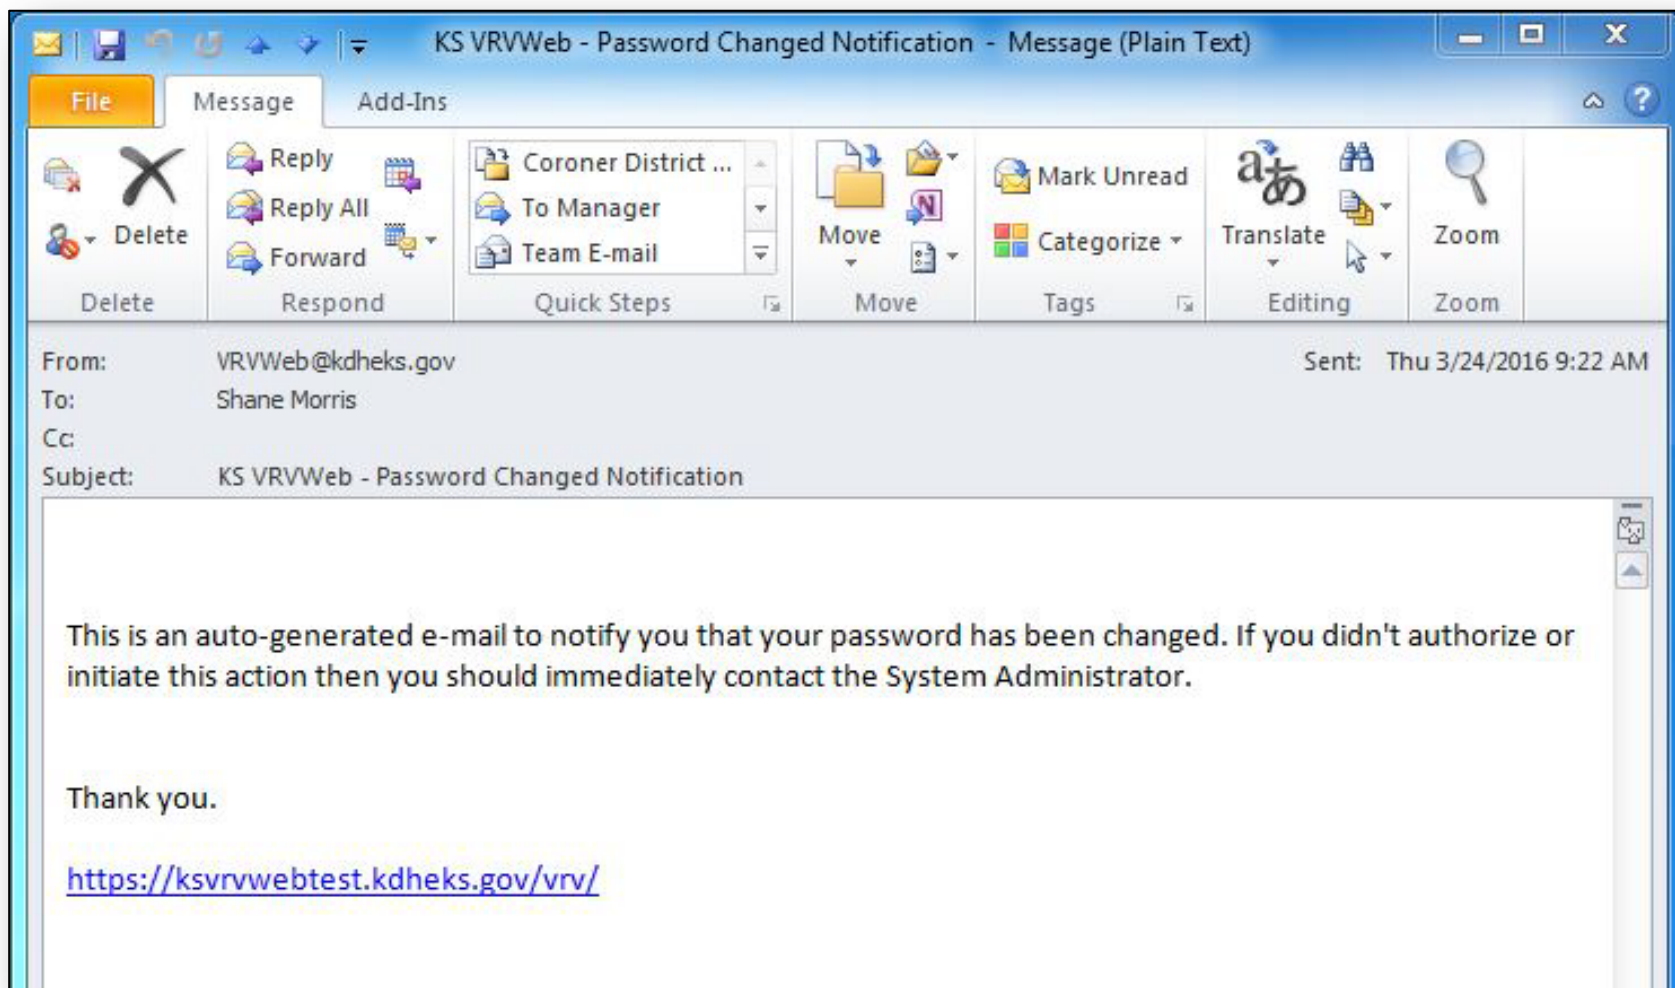 KS VRVWeb - Password Changed Notification - Message (Plain Text)
File Message Add-Ins
Delete
Reply
Reply All
Forward
Coroner District ...
To Manager
Team E-mail
Move
Mark Unread
Categorize
Translate
Zoom
Delete Respond Quick Steps Move Tags Editing Zoom
From: VRVWeb@kdheks.gov Sent: Thu 3/24/2016 9:22 AM
To: Shane Morris
Cc:
Subject: KS VRVWeb - Password Changed Notification
This is an auto-generated e-mail to notify you that your password has been changed. If you didn't authorize or
initiate this action then you should immediately contact the System Administrator.
Thank you.
https://ksvrvwebtest.kdheks.gov/vrv/